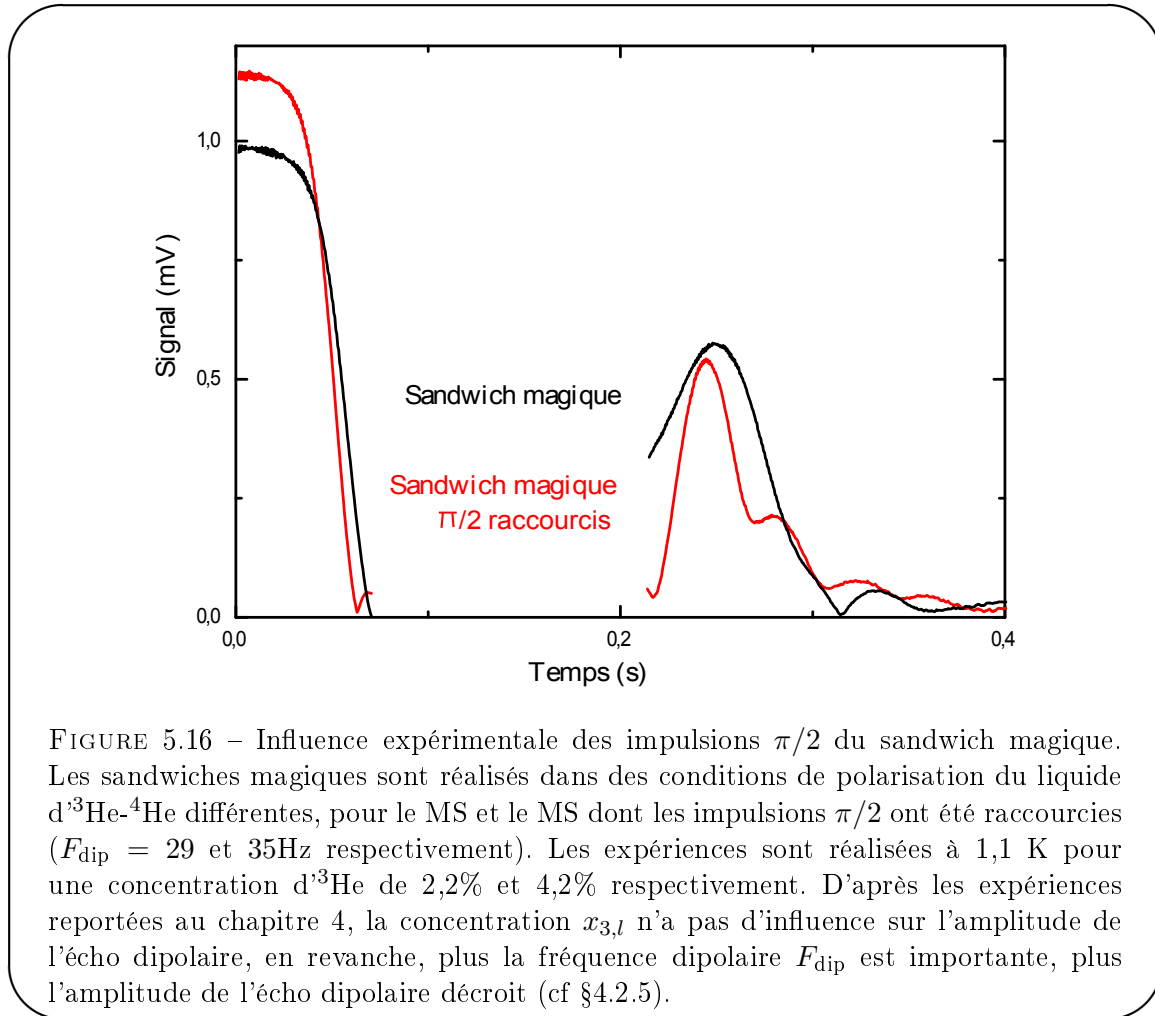 1,0
0,5
0,0
Signal (mV)
Sandwich magique
Sandwich magique
π/2 raccourcis
0,0
0,2
0,4
Temps (s)
FIGURE 5.16 – Influence expérimentale des impulsions π/2 du sandwich magique.
Les sandwiches magiques sont réalisés dans des conditions de polarisation du liquide
d'³He-⁴He différentes, pour le MS et le MS dont les impulsions π/2 ont été raccourcies
(F_dip = 29 et 35Hz respectivement). Les expériences sont réalisées à 1,1 K pour
une concentration d'³He de 2,2% et 4,2% respectivement. D'après les expériences
reportées au chapitre 4, la concentration x_3,l n'a pas d'influence sur l'amplitude de
l'écho dipolaire, en revanche, plus la fréquence dipolaire F_dip est importante, plus
l'amplitude de l'écho dipolaire décroit (cf §4.2.5).